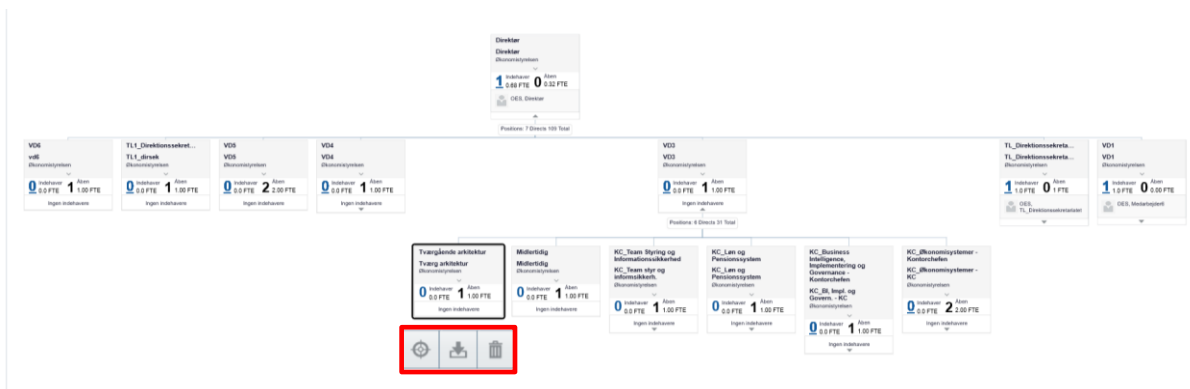 Direktør
Direktør
Økonomistyrelsen
1 Indehaver 0.68 FTE 0 Åben 0.32 FTE
OES, Direktør
Positions: 7 Directs 103 Total
VD6
vd6
Økonomistyrelsen
0 Indehaver 0.0 FTE 1 Åben 1.00 FTE
Ingen indehavere
TL1_Direktionssekret...
TL1_dirsek
Økonomistyrelsen
0 Indehaver 0.0 FTE 1 Åben 1.00 FTE
Ingen indehavere
VD5
VD5
Økonomistyrelsen
0 Indehaver 0.0 FTE 2 Åben 2.00 FTE
Ingen indehavere
VD4
VD4
Økonomistyrelsen
0 Indehaver 0.0 FTE 1 Åben 1.00 FTE
Ingen indehavere
VD3
VD3
Økonomistyrelsen
0 Indehaver 0.0 FTE 1 Åben 1.00 FTE
Ingen indehavere
Positions: 6 Directs 31 Total
TL_Direktionssekreta...
TL_Direktionssekreta...
Økonomistyrelsen
1 Indehaver 1.0 FTE 0 Åben 1 FTE
OES,
TL_Direktionssekretariatet
VD1
VD1
Økonomistyrelsen
1 Indehaver 1.0 FTE 0 Åben 0.00 FTE
OES, Medarbejder6
Tværgående arkitektur
Tværg arkitektur
Økonomistyrelsen
0 Indehaver 0.0 FTE 1 Åben 1.00 FTE
Ingen indehavere
Midlertidig
Midlertidig
Økonomistyrelsen
0 Indehaver 0.0 FTE 1 Åben 1.00 FTE
Ingen indehavere
KC_Team Styring og
Informationssikkerhed
KC_Team styr og
informsikkerh.
Økonomistyrelsen
0 Indehaver 0.0 FTE 1 Åben 1.00 FTE
Ingen indehavere
KC_Løn og
Pensionssystem
KC_Løn og
Pensionssystem
Økonomistyrelsen
0 Indehaver 0.0 FTE 1 Åben 1.00 FTE
Ingen indehavere
KC_Business
Intelligence,
Implementering og
Governance -
Kontorchefen
KC_BI, Impl. og
Govern. - KC
Økonomistyrelsen
0 Indehaver 0.0 FTE 1 Åben 1.00 FTE
Ingen indehavere
KC_Økonomisystemer -
Kontorchefen
KC_Økonomisystemer -
KC
Økonomistyrelsen
0 Indehaver 0.0 FTE 2 Åben 2.00 FTE
Ingen indehavere